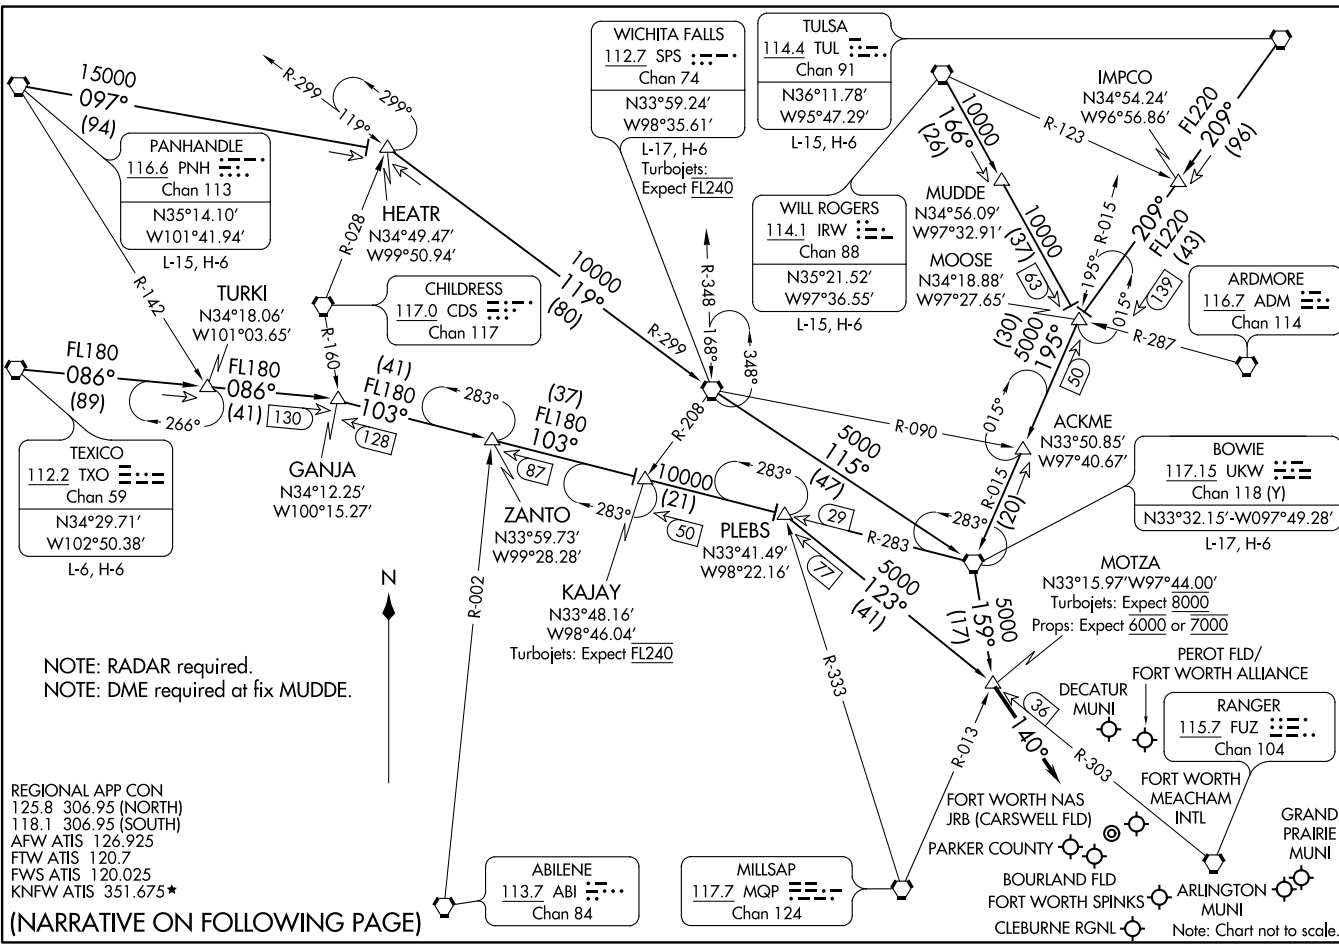 15000
097°
(94)
PANHANDLE
116.6 PNH
Chan 113
N35°14.10′
W101°41.94′
L-15, H-6
R-299
119°
299°
HEATR
N34°49.47′
W99°50.94′
R-028
R-142
TURKI
N34°18.06′
W101°03.65′
CHILDRESS
117.0 CDS
Chan 117
R-160
10000
119°
(80)
R-299
WICHITA FALLS
112.7 SPS
Chan 74
N33°59.24′
W98°35.61′
L-17, H-6
Turbojets:
Expect FL240
R-348
168°
348°
TULSA
114.4 TUL
Chan 91
N36°11.78′
W95°47.29′
L-15, H-6
WILL ROGERS
114.1 IRW
Chan 88
N35°21.52′
W97°36.55′
L-15, H-6
10000
166°
(26)
R-123
IMPCO
N34°54.24′
W96°56.86′
FL220
209°
(96)
MUDDE
N34°56.09′
W97°32.91′
10000
(37)
63
MOOSE
N34°18.88′
W97°27.65′
195°
R-015
015°
209°
FL220
(43)
139
ARDMORE
116.7 ADM
Chan 114
R-287
(30)
5000
195°
50
015°
ACKME
N33°50.85′
W97°40.67′
R-090
R-015
(20)
BOWIE
117.15 UKW
Chan 118 (Y)
N33°32.15′-W097°49.28′
L-17, H-6
FL180
086°
(89)
266°
FL180
086°
(41)
130
TEXICO
112.2 TXO
Chan 59
N34°29.71′
W102°50.38′
L-6, H-6
GANJA
N34°12.25′
W100°15.27′
(41)
FL180
103°
128
283°
ZANTO
N33°59.73′
W99°28.28′
87
(37)
FL180
103°
283°
R-208
KAJAY
N33°48.16′
W98°46.04′
Turbojets: Expect FL240
50
10000
(21)
283°
PLEBS
N33°41.49′
W98°22.16′
29
R-283
283°
77
5000
115°
(47)
5000
123°
(41)
5000
159°
(17)
MOTZA
N33°15.97′W97°44.00′
Turbojets: Expect 8000
Props: Expect 6000 or 7000
R-002
R-333
R-013
N
NOTE: RADAR required.
NOTE: DME required at fix MUDDE.
36
140°
R-303
DECATUR
MUNI
PEROT FLD/
FORT WORTH ALLIANCE
RANGER
115.7 FUZ
Chan 104
FORT WORTH
MEACHAM
INTL
FORT WORTH NAS
JRB (CARSWELL FLD)
PARKER COUNTY
BOURLAND FLD
FORT WORTH SPINKS
CLEBURNE RGNL
ARLINGTON
MUNI
GRAND
PRAIRIE
MUNI
ABILENE
113.7 ABI
Chan 84
MILLSAP
117.7 MQP
Chan 124
REGIONAL APP CON
125.8 306.95 (NORTH)
118.1 306.95 (SOUTH)
AFW ATIS 126.925
FTW ATIS 120.7
FWS ATIS 120.025
KNFW ATIS 351.675★
(NARRATIVE ON FOLLOWING PAGE)
Note: Chart not to scale.